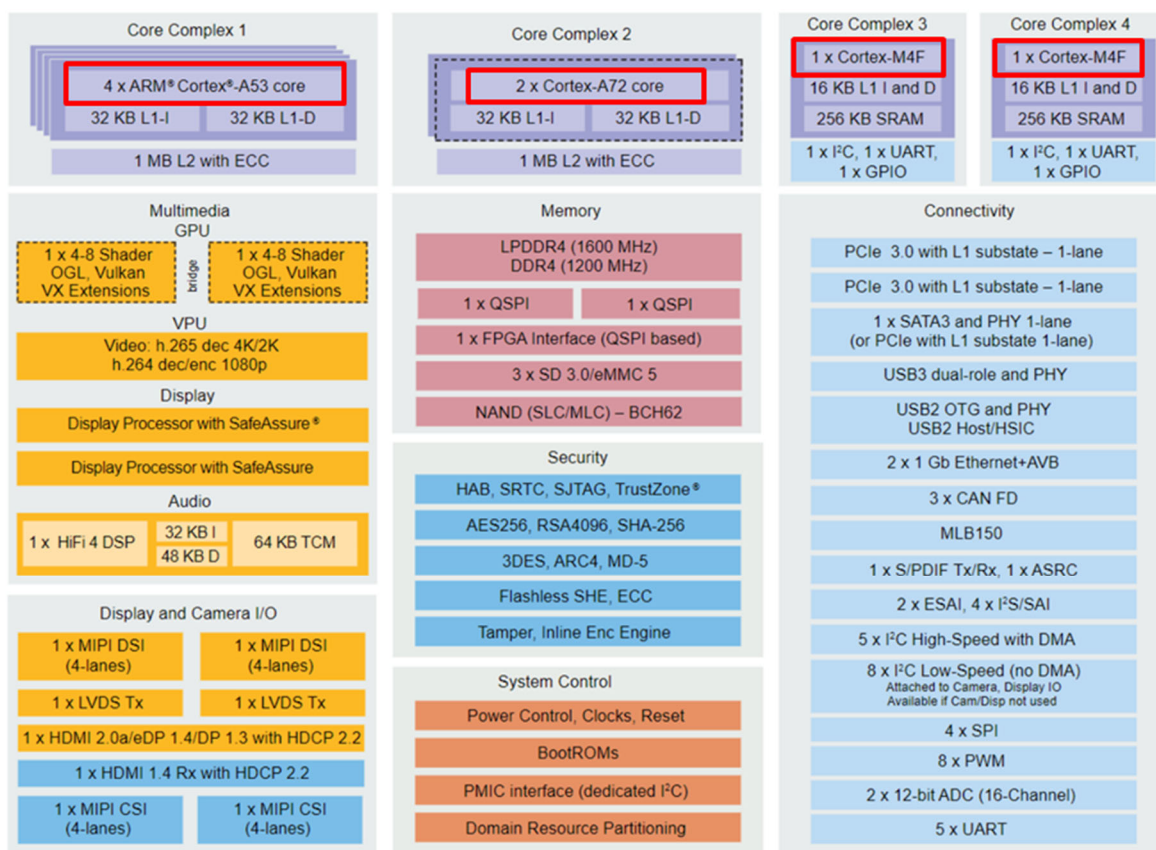 Core Complex 1
4 x ARM® Cortex®-A53 core
32 KB L1-I
32 KB L1-D
1 MB L2 with ECC
Core Complex 2
2 x Cortex-A72 core
32 KB L1-I
32 KB L1-D
1 MB L2 with ECC
Core Complex 3
1 x Cortex-M4F
16 KB L1 I and D
256 KB SRAM
1 x I²C, 1 x UART,
1 x GPIO
Core Complex 4
1 x Cortex-M4F
16 KB L1 I and D
256 KB SRAM
1 x I²C, 1 x UART,
1 x GPIO
Multimedia
GPU
1 x 4-8 Shader
OGL, Vulkan
VX Extensions
bridge
1 x 4-8 Shader
OGL, Vulkan
VX Extensions
VPU
Video: h.265 dec 4K/2K
h.264 dec/enc 1080p
Display
Display Processor with SafeAssure®
Display Processor with SafeAssure
Audio
1 x HiFi 4 DSP
32 KB I
48 KB D
64 KB TCM
Display and Camera I/O
1 x MIPI DSI
(4-lanes)
1 x MIPI DSI
(4-lanes)
1 x LVDS Tx
1 x LVDS Tx
1 x HDMI 2.0a/eDP 1.4/DP 1.3 with HDCP 2.2
1 x HDMI 1.4 Rx with HDCP 2.2
1 x MIPI CSI
(4-lanes)
1 x MIPI CSI
(4-lanes)
Memory
LPDDR4 (1600 MHz)
DDR4 (1200 MHz)
1 x QSPI
1 x QSPI
1 x FPGA Interface (QSPI based)
3 x SD 3.0/eMMC 5
NAND (SLC/MLC) – BCH62
Security
HAB, SRTC, SJTAG, TrustZone®
AES256, RSA4096, SHA-256
3DES, ARC4, MD-5
Flashless SHE, ECC
Tamper, Inline Enc Engine
System Control
Power Control, Clocks, Reset
BootROMs
PMIC interface (dedicated I²C)
Domain Resource Partitioning
Connectivity
PCIe 3.0 with L1 substate – 1-lane
PCIe 3.0 with L1 substate – 1-lane
1 x SATA3 and PHY 1-lane
(or PCIe with L1 substate 1-lane)
USB3 dual-role and PHY
USB2 OTG and PHY
USB2 Host/HSIC
2 x 1 Gb Ethernet+AVB
3 x CAN FD
MLB150
1 x S/PDIF Tx/Rx, 1 x ASRC
2 x ESAI, 4 x I²S/SAI
5 x I²C High-Speed with DMA
8 x I²C Low-Speed (no DMA)
Attached to Camera, Display IO
Available if Cam/Disp not used
4 x SPI
8 x PWM
2 x 12-bit ADC (16-Channel)
5 x UART